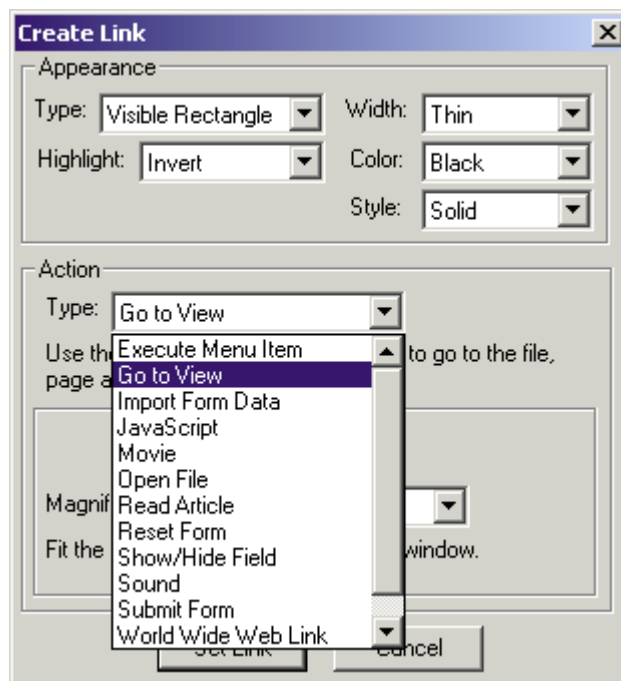 Create Link
Appearance
Type: Visible Rectangle Width: Thin
Highlight: Invert Color: Black
Style: Solid
Action
Type: Go to View
Execute Menu Item
Use the to go to the file,
Go to View
page a
Import Form Data
JavaScript
Movie
Open File
Magnif
Read Article
Reset Form
Fit the window.
Show/Hide Field
Sound
Submit Form
World Wide Web Link
Set Link Cancel